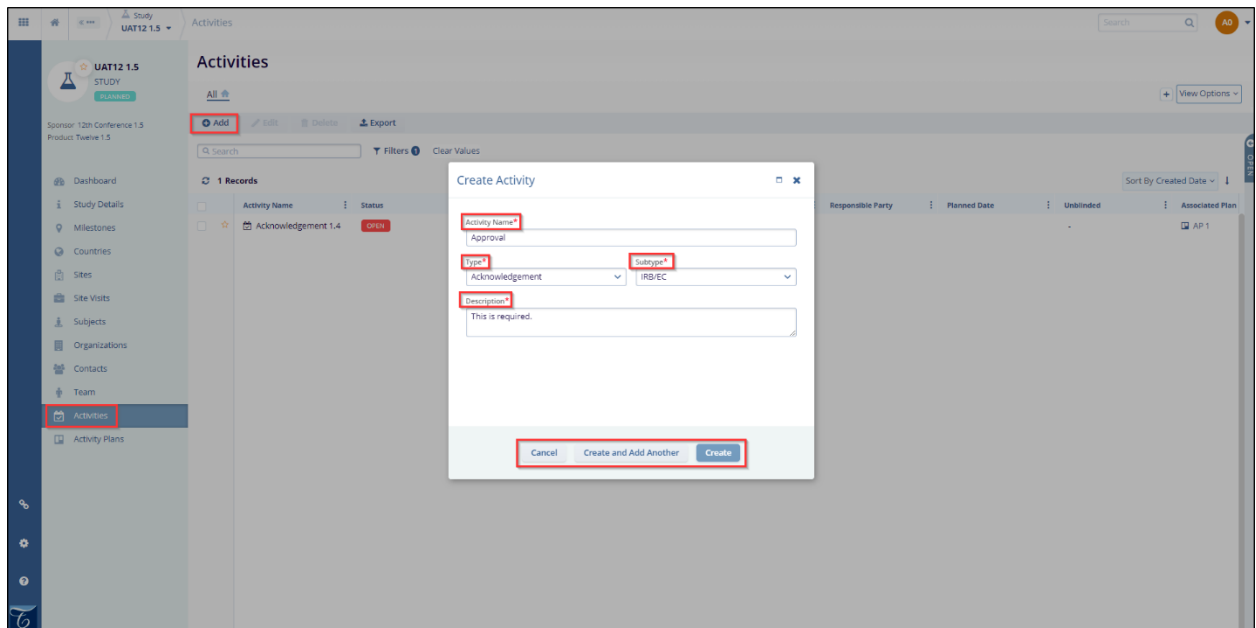 Study
UAT12 1.5
Activities
Search
AD
UAT12 1.5
STUDY
PLANNED
Sponsor 12th Conference 1.5
Product Twelve 1.5
Dashboard
Study Details
Milestones
Countries
Sites
Site Visits
Subjects
Organizations
Contacts
Team
Activities
Activity Plans
Activities
All
View Options
Add Edit Delete Export
Search Filters 1 Clear Values
1 Records
Sort By Created Date
Activity Name Status Responsible Party Planned Date Unblinded Associated Plan
Acknowledgement 1.4 OPEN - AP 1
OPEN
Create Activity
Activity Name*
Approval
Type* Subtype*
Acknowledgement IRB/EC
Description*
This is required.
Cancel Create and Add Another Create